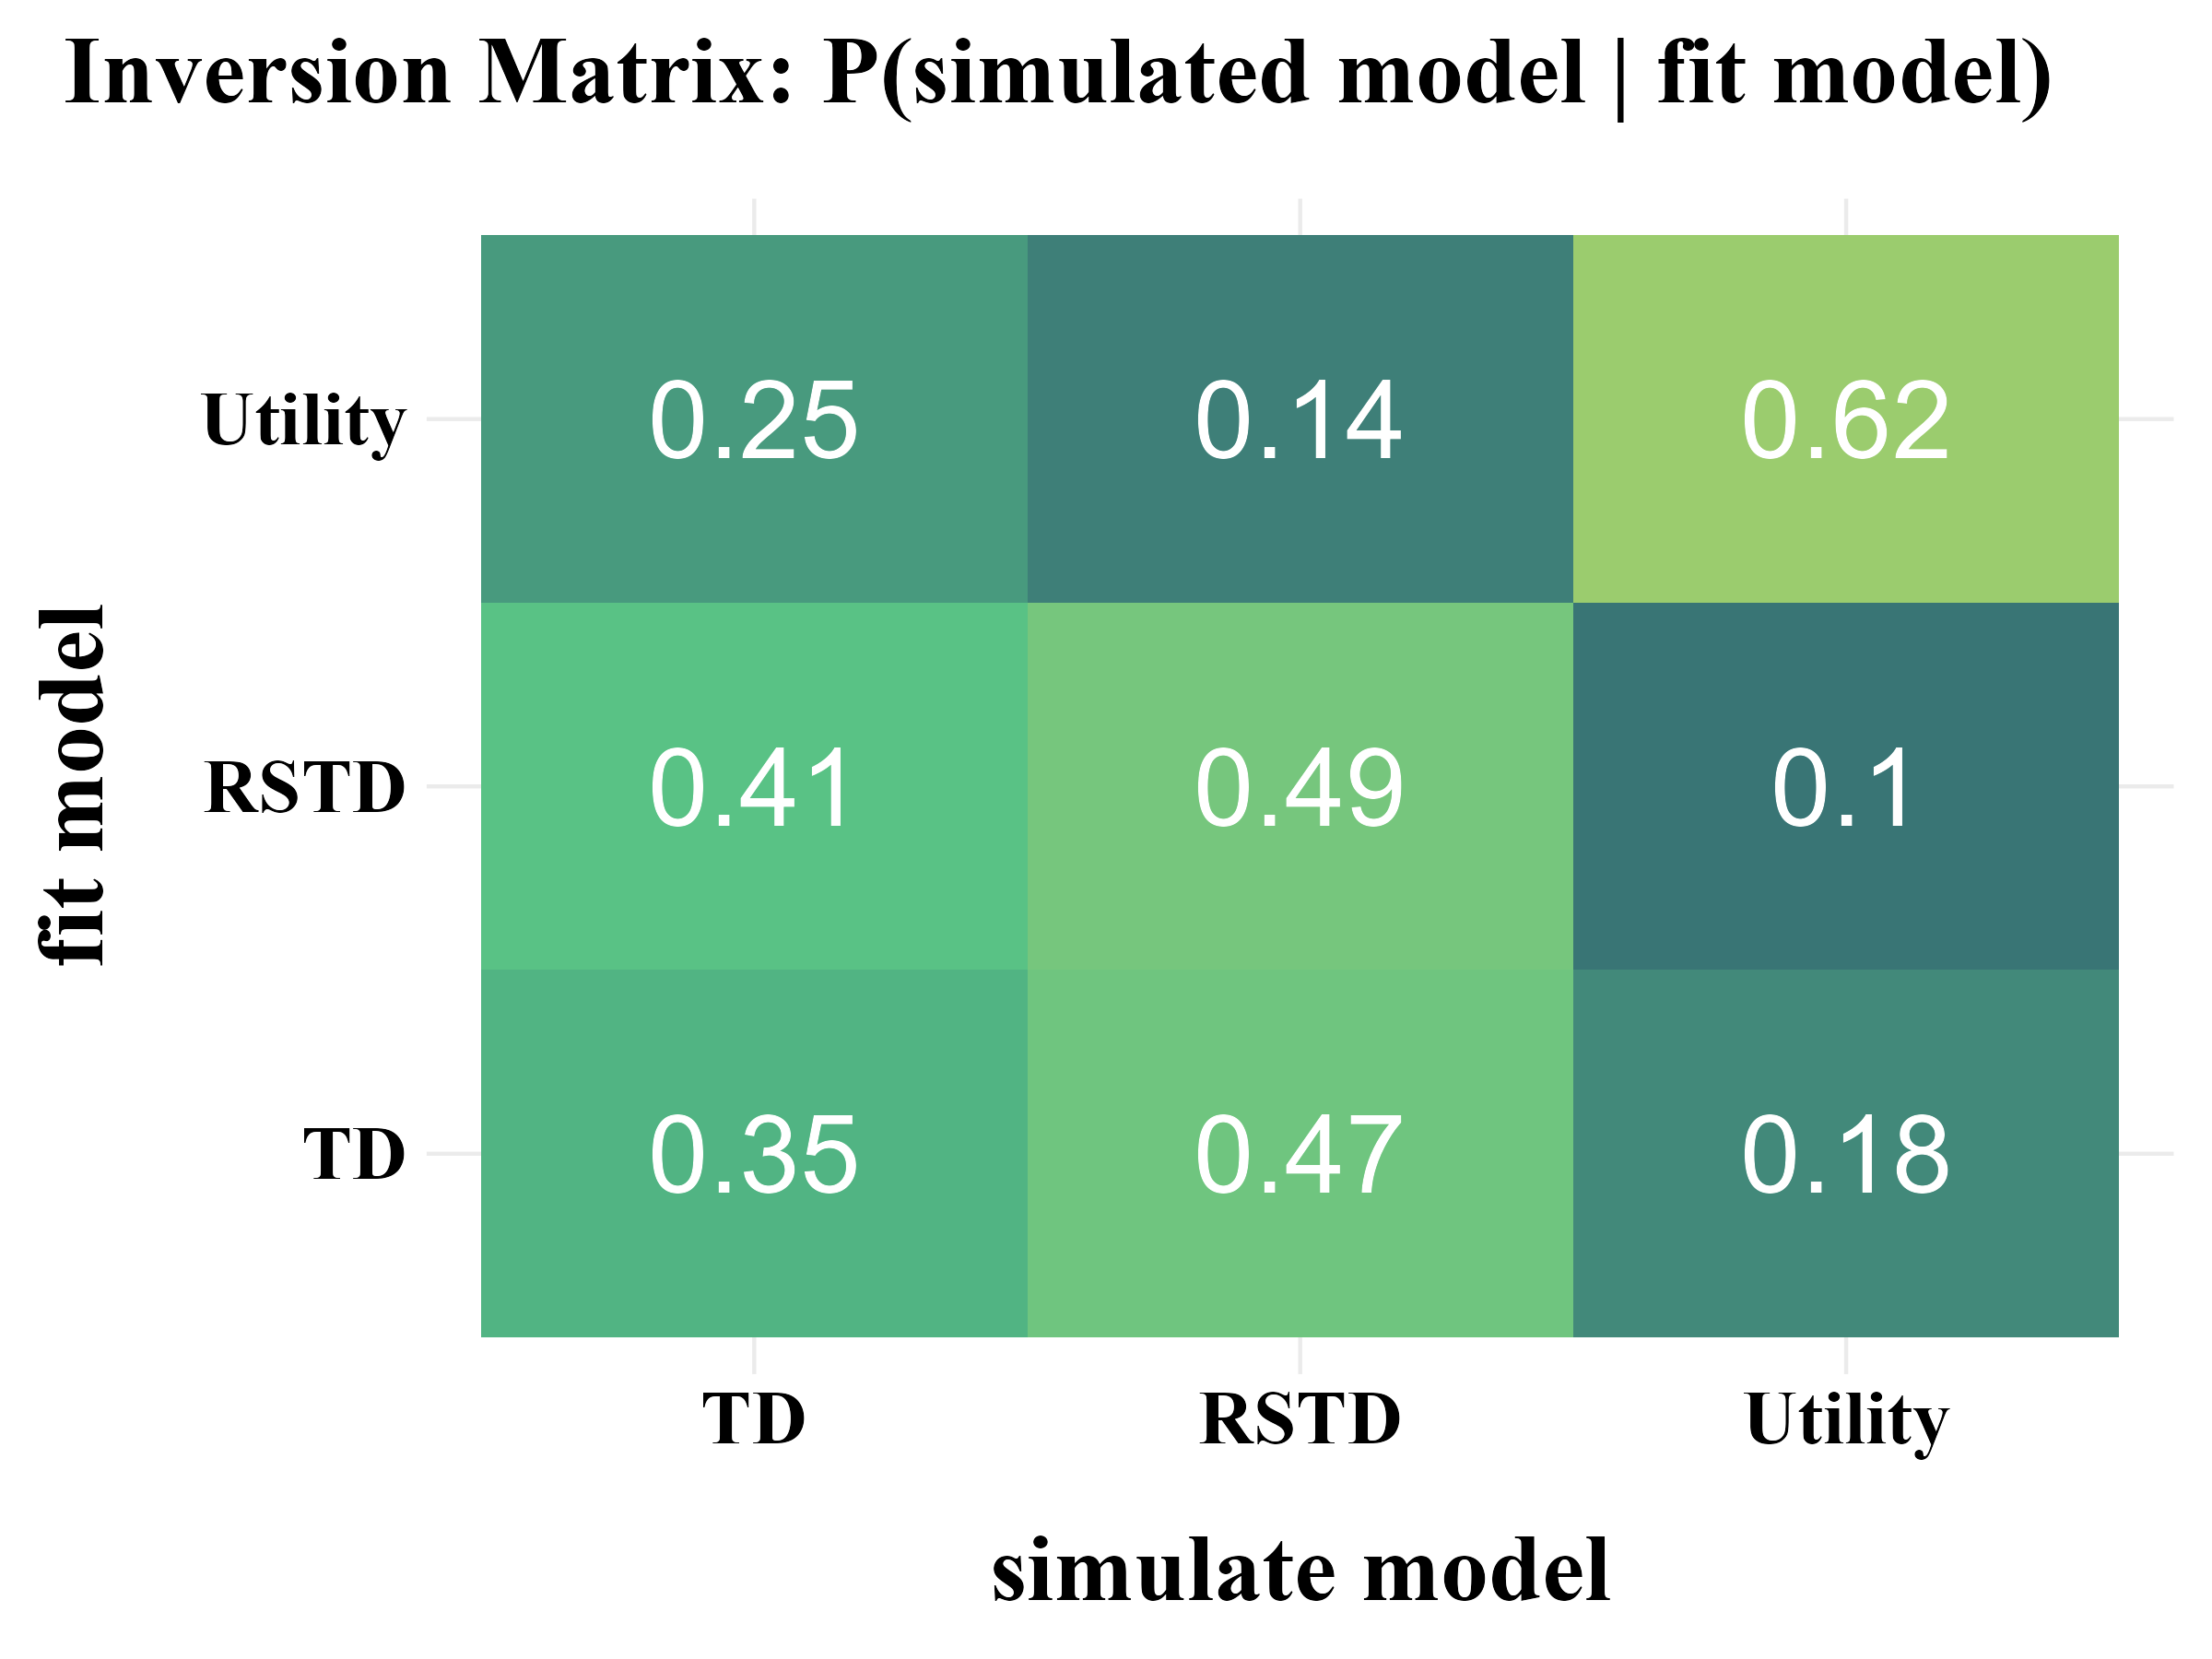 Inversion Matrix: P(simulated model | fit model)
fit model
Utility
0.25
0.14
0.62
RSTD
0.41
0.49
0.1
TD
0.35
0.47
0.18
TD
RSTD
Utility
simulate model